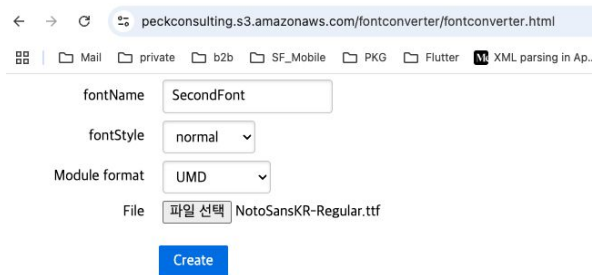 peckconsulting.s3.amazonaws.com/fontconverter/fontconverter.html
Mail private b2b SF_Mobile PKG Flutter XML parsing in Ap..
fontName SecondFont
fontStyle normal
Module format UMD
File 파일 선택 NotoSansKR-Regular.ttf
Create